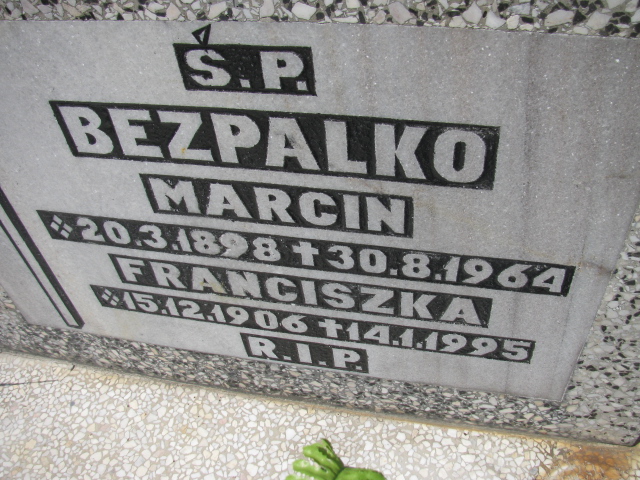 Ś.P.
BEZPALKO
MARCIN
20.3.1898 ✝ 30.8.1964
FRANCISZKA
15.12.1906 ✝ 14.1.1995
R.I.P.